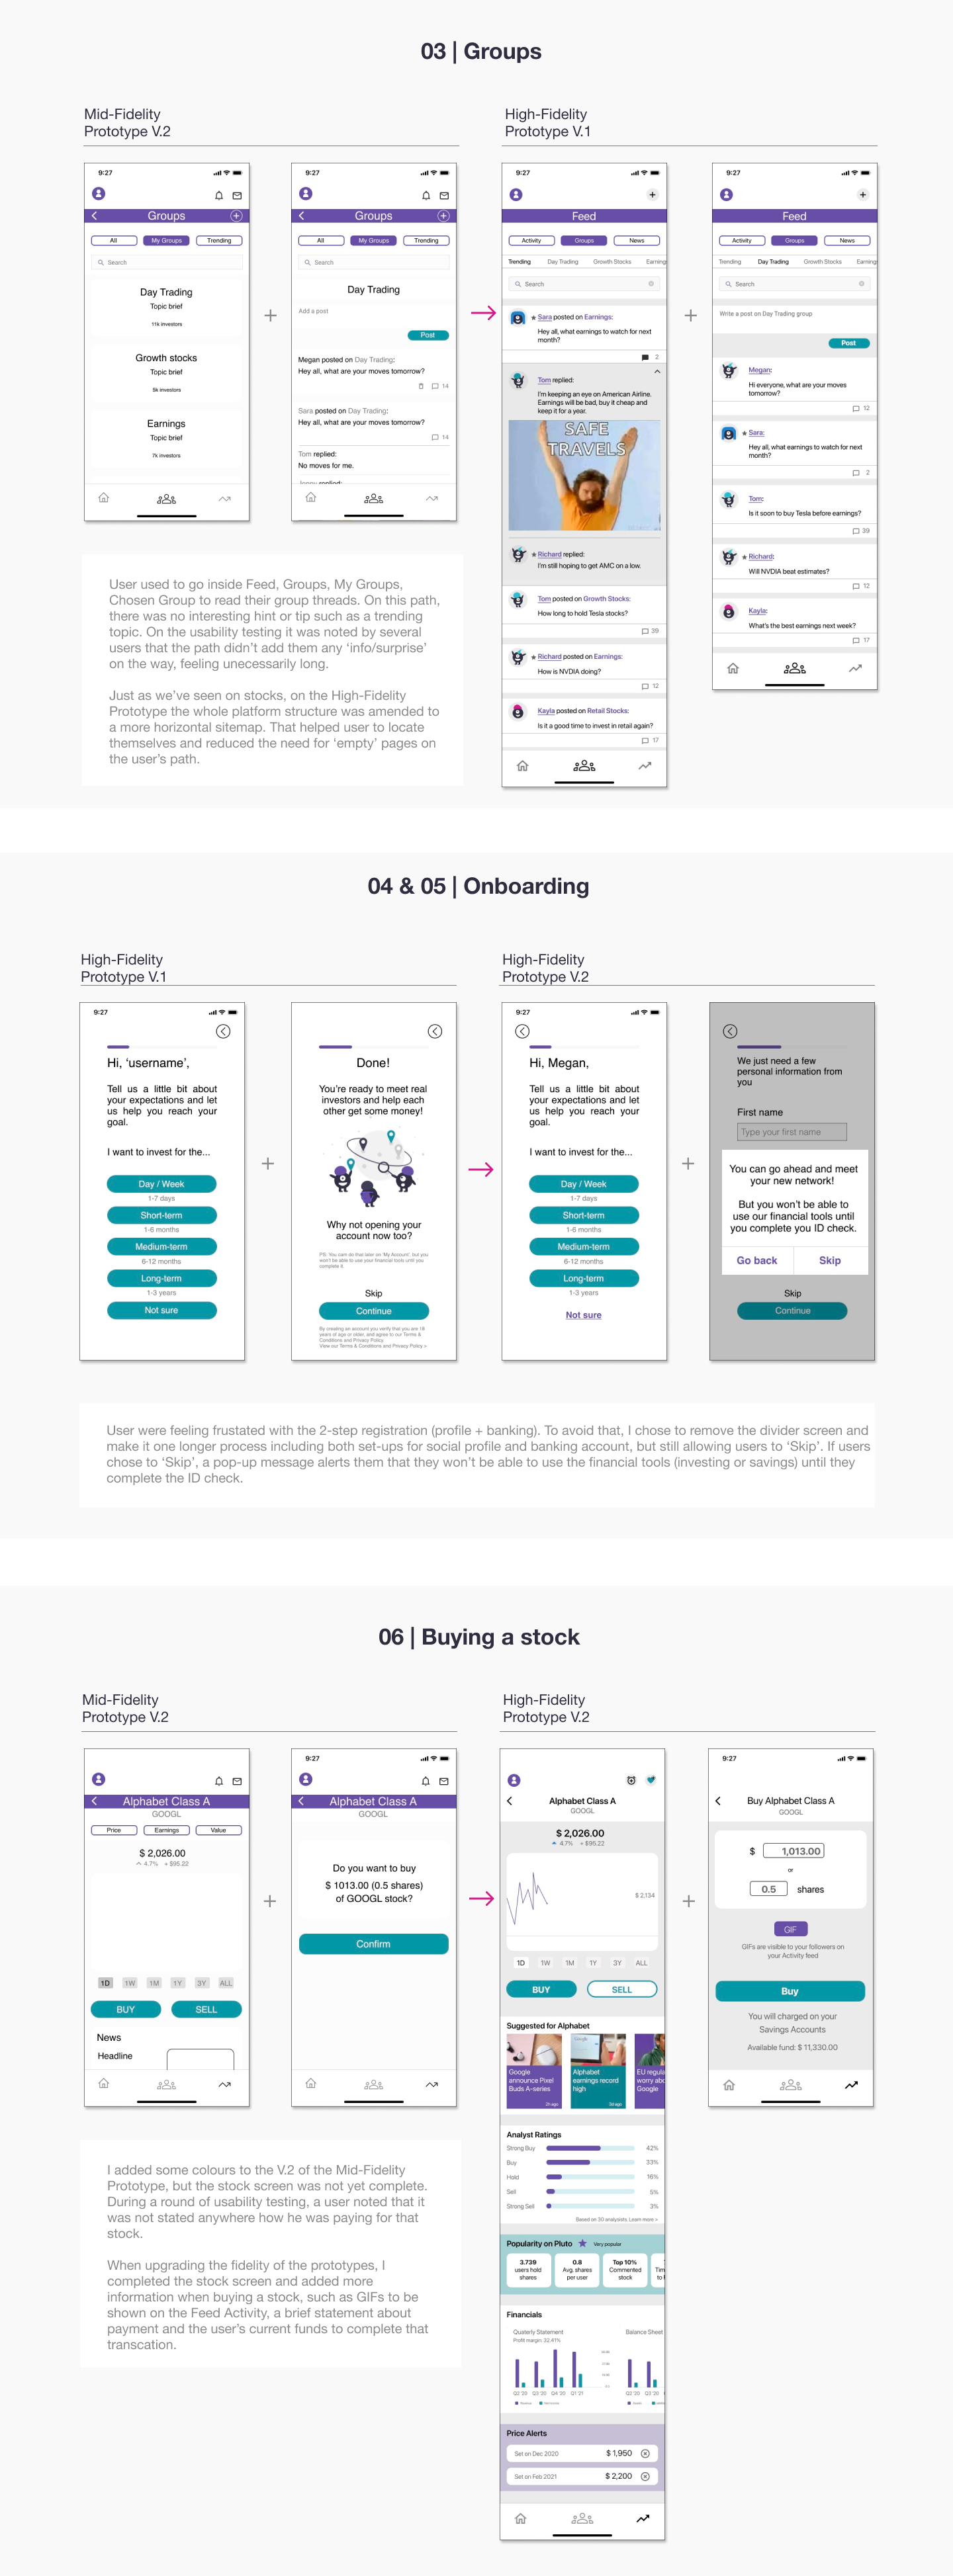 03 | Groups
Mid-Fidelity
Prototype V.2
High-Fidelity
Prototype V.1
9:27
Groups
All
My Groups
Trending
Search
Day Trading
Topic brief
11k investors
Growth stocks
Topic brief
5k investors
Earnings
Topic brief
7k investors
+
9:27
Groups
All
My Groups
Trending
Search
Day Trading
Add a post
Post
Megan posted on Day Trading:
Hey all, what are your moves tomorrow?
14
Sara posted on Day Trading:
Hey all, what are your moves tomorrow?
14
Tom replied:
No moves for me.
9:27
Feed
Activity
Groups
News
Trending
Day Trading
Growth Stocks
Earning
Search
Sara posted on Earnings:
Hey all, what earnings to watch for next
month?
2
Tom replied:
I'm keeping an eye on American Airline.
Earnings will be bad, buy it cheap and
keep it for a year.
SAFE
TRAVELS
Richard replied:
I'm still hoping to get AMC on a low.
Tom posted on Growth Stocks:
How long to hold Tesla stocks?
39
Richard posted on Earnings:
How is NVDIA doing?
12
Kayla posted on Retail Stocks:
Is it a good time to invest in retail again?
17
+
9:27
Feed
Activity
Groups
News
Trending
Day Trading
Growth Stocks
Earning
Search
Write a post on Day Trading group
Post
Megan:
Hi everyone, what are your moves
tomorrow?
12
Sara:
Hey all, what earnings to watch for next
month?
2
Tom:
Is it soon to buy Tesla before earnings?
39
Richard:
Will NVDIA beat estimates?
12
Kayla:
What's the best earnings next week?
17
User used to go inside Feed, Groups, My Groups,
Chosen Group to read their group threads. On this path,
there was no interesting hint or tip such as a trending
topic. On the usability testing it was noted by several
users that the path didn't add them any 'info/surprise'
on the way, feeling unecessarily long.
Just as we've seen on stocks, on the High-Fidelity
Prototype the whole platform structure was amended to
a more horizontal sitemap. That helped user to locate
themselves and reduced the need for 'empty' pages on
the user's path.
04 & 05 | Onboarding
High-Fidelity
Prototype V.1
High-Fidelity
Prototype V.2
9:27
Hi, 'username',
Tell us a little bit about
your expectations and let
us help you reach your
goal.
I want to invest for the...
Day / Week
1-7 days
Short-term
1-6 months
Medium-term
6-12 months
Long-term
1-3 years
Not sure
+
Done!
You're ready to meet real
investors and help each
other get some money!
Why not opening your
account now too?
PS: You can do that later on 'My Account', but you
won't be able to use your financial tools until you
complete it.
Skip
Continue
By creating an account you verify that you are 18
years of age or older, and agree to our Terms &
Conditions and Privacy Policy.
View our Terms & Conditions and Privacy Policy >
9:27
Hi, Megan,
Tell us a little bit about
your expectations and let
us help you reach your
goal.
I want to invest for the...
Day / Week
1-7 days
Short-term
1-6 months
Medium-term
6-12 months
Long-term
1-3 years
Not sure
+
We just need a few
personal information from
you
First name
Type your first name
You can go ahead and meet
your new network!
But you won't be able to
use our financial tools until
you complete you ID check.
Go back
Skip
Skip
Continue
User were feeling frustated with the 2-step registration (profile + banking). To avoid that, I chose to remove the divider screen and
make it one longer process including both set-ups for social profile and banking account, but still allowing users to 'Skip'. If users
chose to 'Skip', a pop-up message alerts them that they won't be able to use the financial tools (investing or savings) until they
complete the ID check.
06 | Buying a stock
Mid-Fidelity
Prototype V.2
High-Fidelity
Prototype V.2
Alphabet Class A
GOOGL
Price
Earnings
Value
$ 2,026.00
4.7% + $95.22
1D
1W
1M
1Y
3Y
ALL
BUY
SELL
News
Headline
+
9:27
Alphabet Class A
GOOGL
Do you want to buy
$ 1013.00 (0.5 shares)
of GOOGL stock?
Confirm
Alphabet Class A
GOOGL
$ 2,026.00
4.7% + $95.22
$ 2,134
1D
1W
1M
1Y
3Y
ALL
BUY
SELL
Suggested for Alphabet
Google
announce Pixel
Buds A-series
2h ago
Alphabet
earnings record
high
3d ago
EU regula
worry abo
Google
Analyst Ratings
Strong Buy 42%
Buy 33%
Hold 16%
Sell 5%
Strong Sell 3%
Based on 30 analysists. Learn more >
Popularity on Pluto
Very popular
3.739
users hold
shares
0.8
Avg. shares
per user
Top 10%
Commented
stock
Tim
to
Financials
Quaterly Statement
Profit margin: 32.41%
Balance Sheet
Q2 '20
Q3 '20
Q4 '20
Q1 '21
Q2 '20
Q3 '20
Price Alerts
Set on Dec 2020
$ 1,950
Set on Feb 2021
$ 2,200
+
9:27
Buy Alphabet Class A
GOOGL
$ 1,013.00
or
0.5 shares
GIF
GIFs are visible to your followers on
your Activity feed
Buy
You will charged on your
Savings Accounts
Available fund: $ 11,330.00
I added some colours to the V.2 of the Mid-Fidelity
Prototype, but the stock screen was not yet complete.
During a round of usability testing, a user noted that it
was not stated anywhere how he was paying for that
stock.
When upgrading the fidelity of the prototypes, I
completed the stock screen and added more
information when buying a stock, such as GIFs to be
shown on the Feed Activity, a brief statement about
payment and the user's current funds to complete that
transcation.